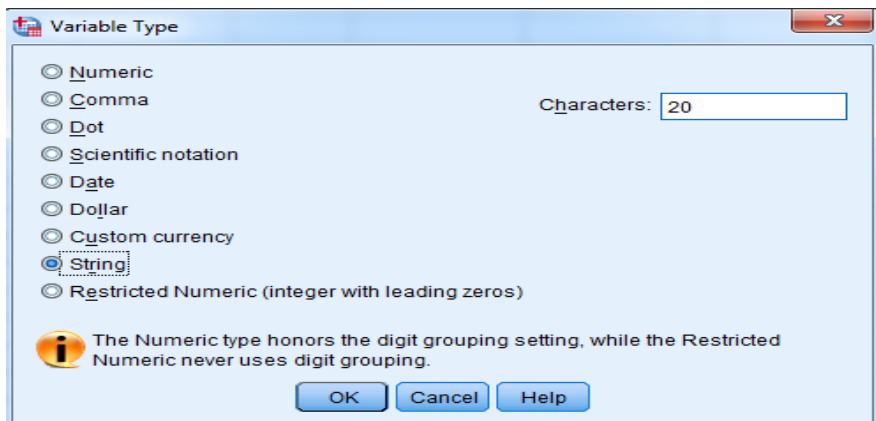 Variable Type
Numeric
Comma
Characters: 20
Dot
Scientific notation
Date
Dollar
Custom currency
String
Restricted Numeric (integer with leading zeros)
The Numeric type honors the digit grouping setting, while the Restricted
Numeric never uses digit grouping.
OK Cancel Help